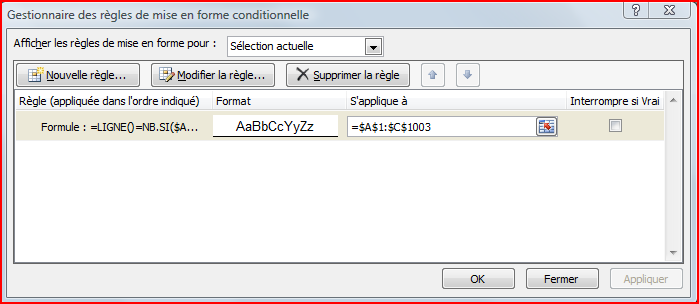 Gestionnaire des règles de mise en forme conditionnelle
Afficher les règles de mise en forme pour : Sélection actuelle
Nouvelle règle... Modifier la règle... Supprimer la règle
Règle (appliquée dans l'ordre indiqué) Format S'applique à Interrompre si Vrai
Formule : =LIGNE()=NB.SI($A... AaBbCcYyZz =$A$1:$C$1003
OK Fermer Appliquer